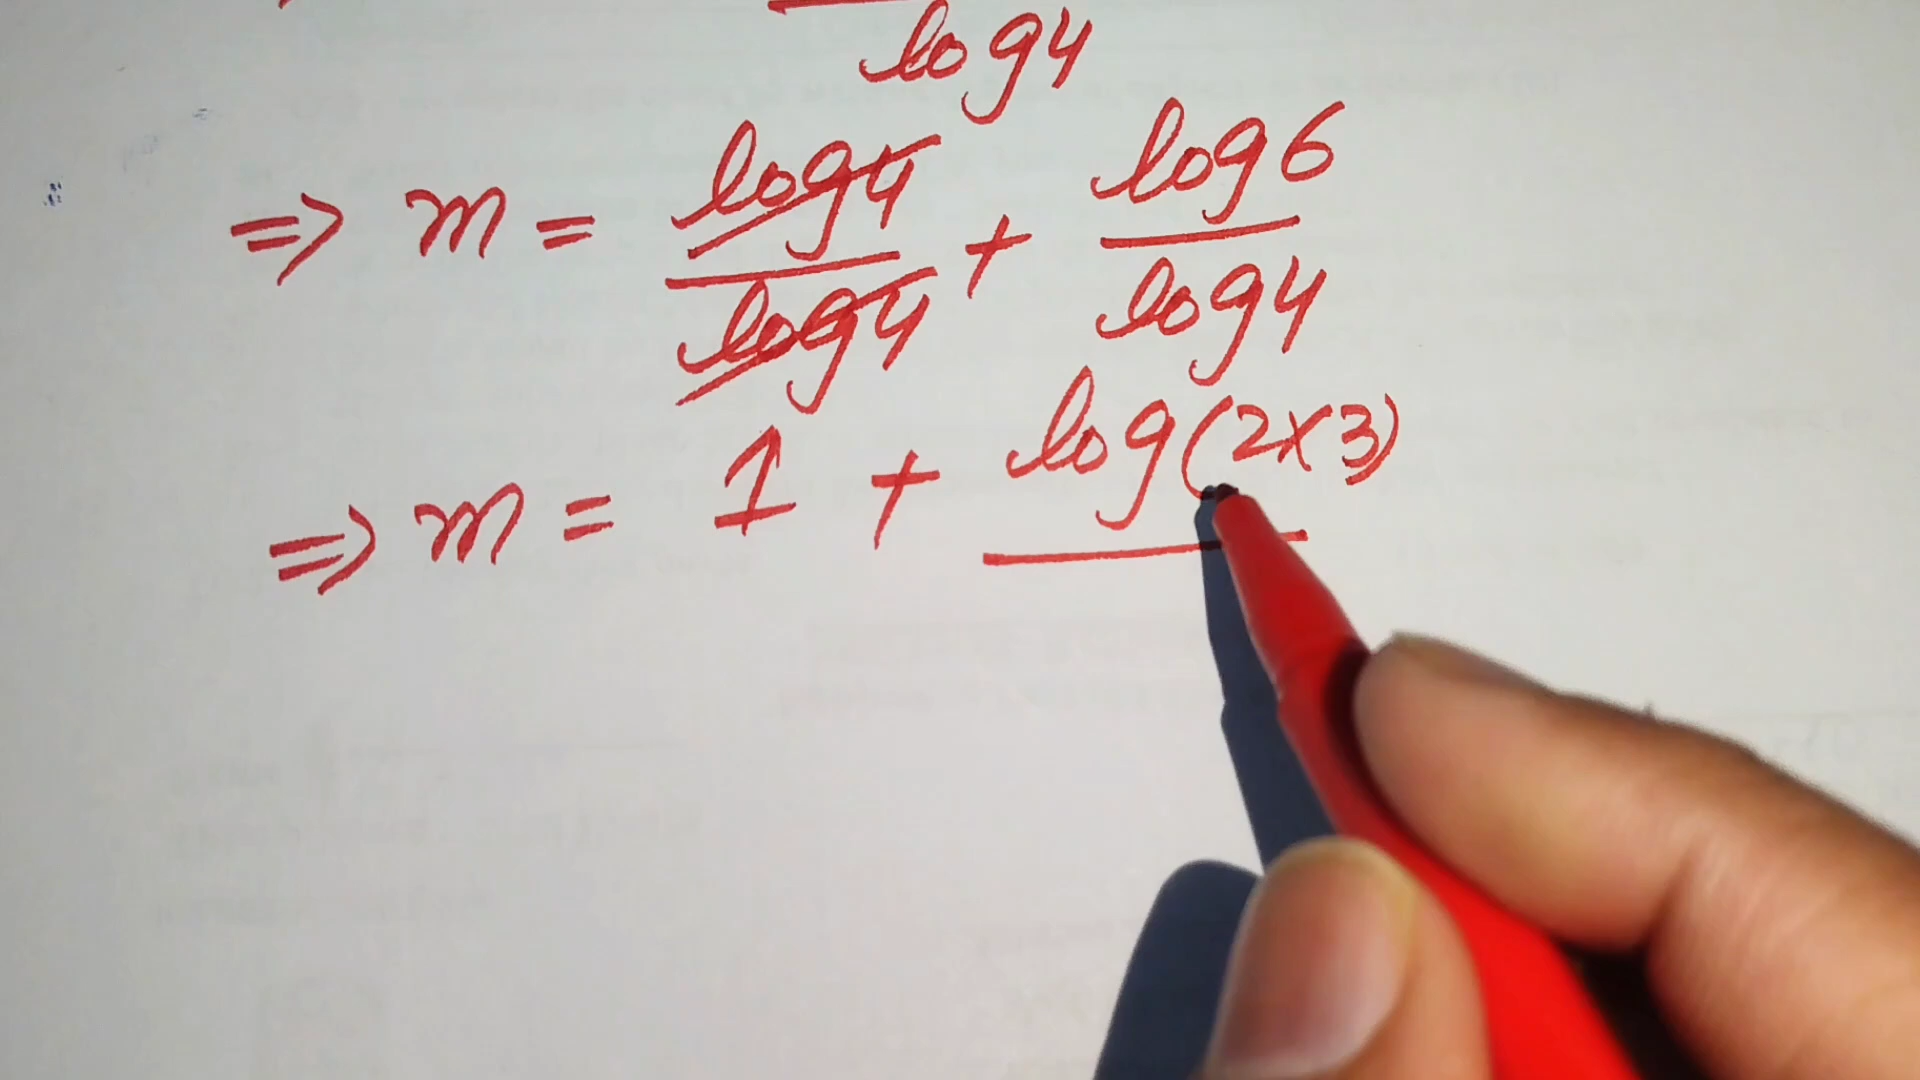 log4
⇒ m = log4/log4 + log6/log4
⇒ m = 1 + log(2×3)